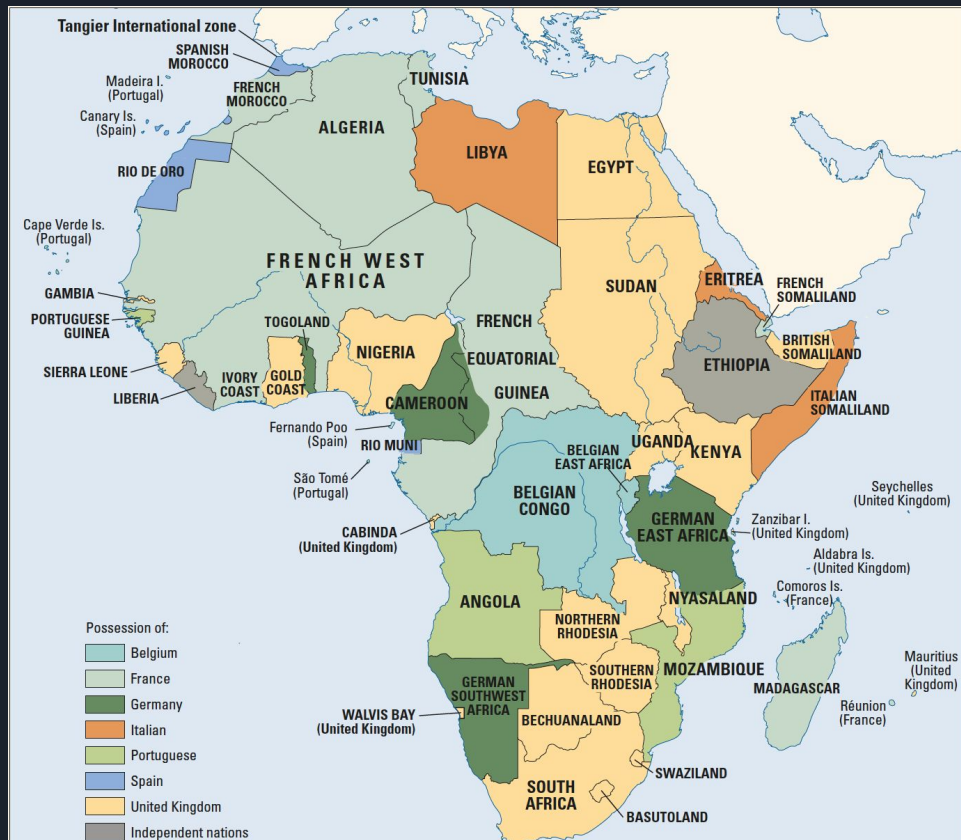 Tangier International zone
SPANISH
MOROCCO
Madeira I.
(Portugal)
FRENCH
MOROCCO
TUNISIA
Canary Is.
(Spain)
ALGERIA
LIBYA
EGYPT
RIO DE ORO
Cape Verde Is.
(Portugal)
FRENCH WEST
AFRICA
SUDAN
ERITREA
FRENCH
SOMALILAND
GAMBIA
PORTUGUESE
GUINEA
TOGOLAND
NIGERIA
FRENCH
EQUATORIAL
GUINEA
BRITISH
SOMALILAND
ETHIOPIA
SIERRA LEONE
IVORY
COAST
GOLD
COAST
CAMEROON
ITALIAN
SOMALILAND
LIBERIA
Fernando Poo
(Spain)
RIO MUNI
UGANDA
KENYA
BELGIAN
EAST AFRICA
São Tomé
(Portugal)
BELGIAN
CONGO
Seychelles
(United Kingdom)
GERMAN
EAST AFRICA
Zanzibar I.
(United Kingdom)
CABINDA
(United Kingdom)
Aldabra Is.
(United Kingdom)
Comoros Is.
(France)
ANGOLA
NYASALAND
NORTHERN
RHODESIA
Possession of:
Belgium
France
Germany
Italian
Portuguese
Spain
United Kingdom
Independent nations
GERMAN
SOUTHWEST
AFRICA
SOUTHERN
RHODESIA
MOZAMBIQUE
MADAGASCAR
Mauritius
(United
Kingdom)
Réunion
(France)
WALVIS BAY
(United Kingdom)
BECHUANALAND
SWAZILAND
SOUTH
AFRICA
BASUTOLAND